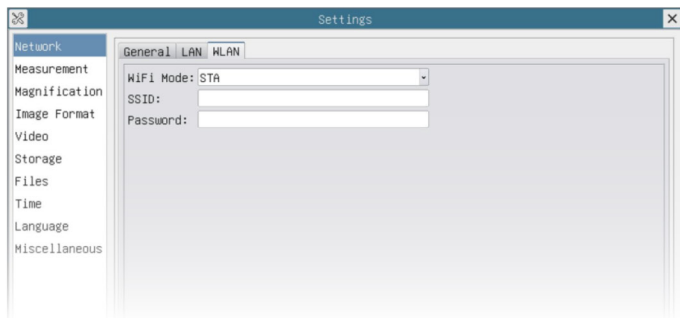 Settings
Network
Measurement
Magnification
Image Format
Video
Storage
Files
Time
Language
Miscellaneous
General LAN WLAN
WiFi Mode: STA
SSID:
Password: